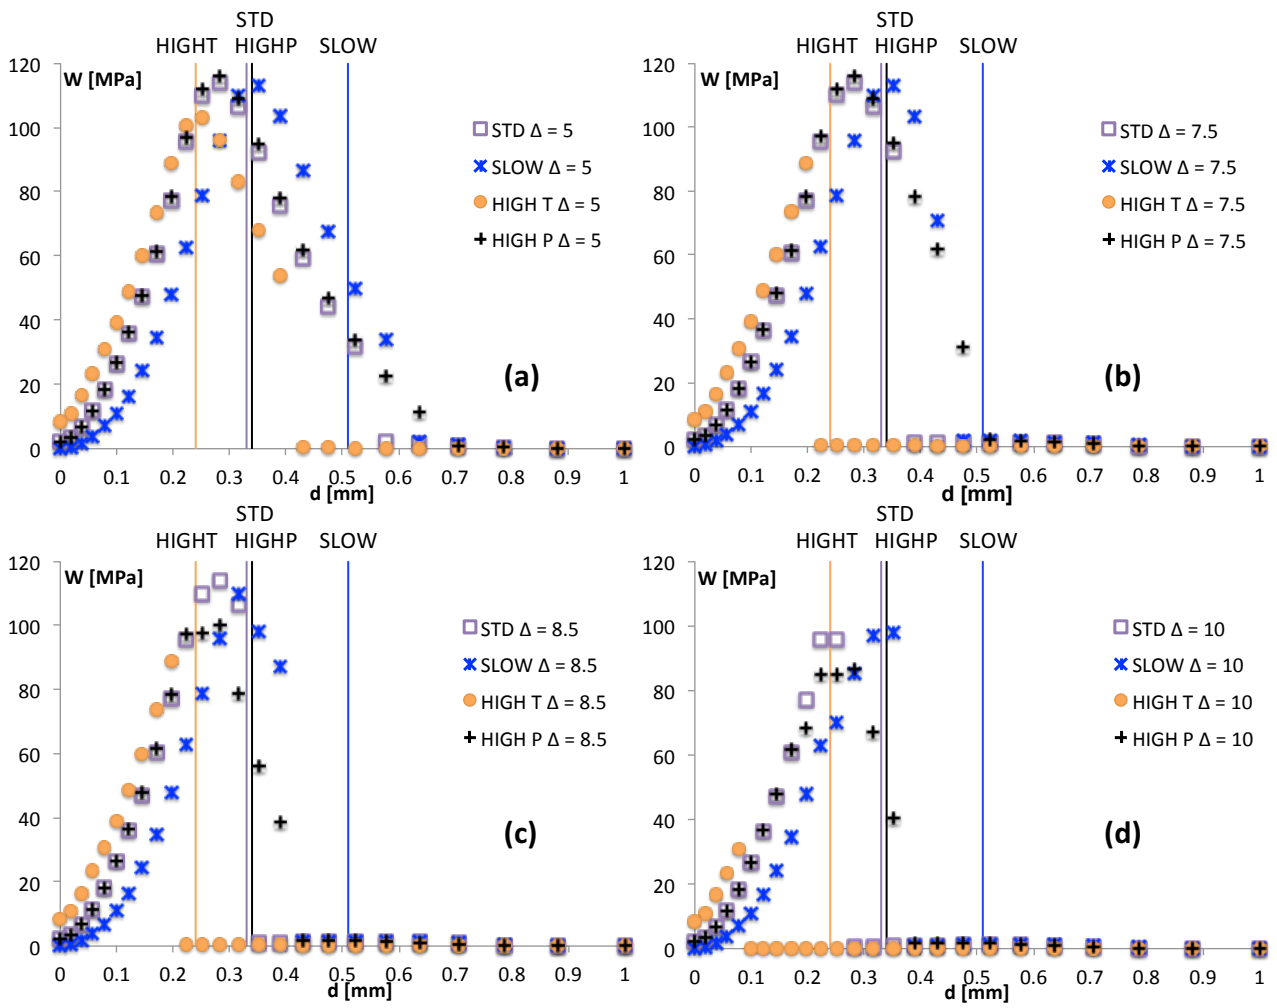 STD
HIGHT HIGHP SLOW
W [MPa]
120
100
80
60
40
20
0
STD Δ = 5
SLOW Δ = 5
HIGH T Δ = 5
HIGH P Δ = 5
(a)
0 0.1 0.2 0.3 0.4 0.5 0.6 0.7 0.8 0.9 1
d [mm]
STD
HIGHT HIGHP SLOW
W [MPa]
120
100
80
60
40
20
0
STD Δ = 7.5
SLOW Δ = 7.5
HIGH T Δ = 7.5
HIGH P Δ = 7.5
(b)
0 0.1 0.2 0.3 0.4 0.5 0.6 0.7 0.8 0.9 1
d [mm]
STD
HIGHT HIGHP SLOW
W [MPa]
120
100
80
60
40
20
0
STD Δ = 8.5
SLOW Δ = 8.5
HIGH T Δ = 8.5
HIGH P Δ = 8.5
(c)
0 0.1 0.2 0.3 0.4 0.5 0.6 0.7 0.8 0.9 1
d [mm]
STD
HIGHT HIGHP SLOW
W [MPa]
120
100
80
60
40
20
0
STD Δ = 10
SLOW Δ = 10
HIGH T Δ = 10
HIGH P Δ = 10
(d)
0 0.1 0.2 0.3 0.4 0.5 0.6 0.7 0.8 0.9 1
d [mm]